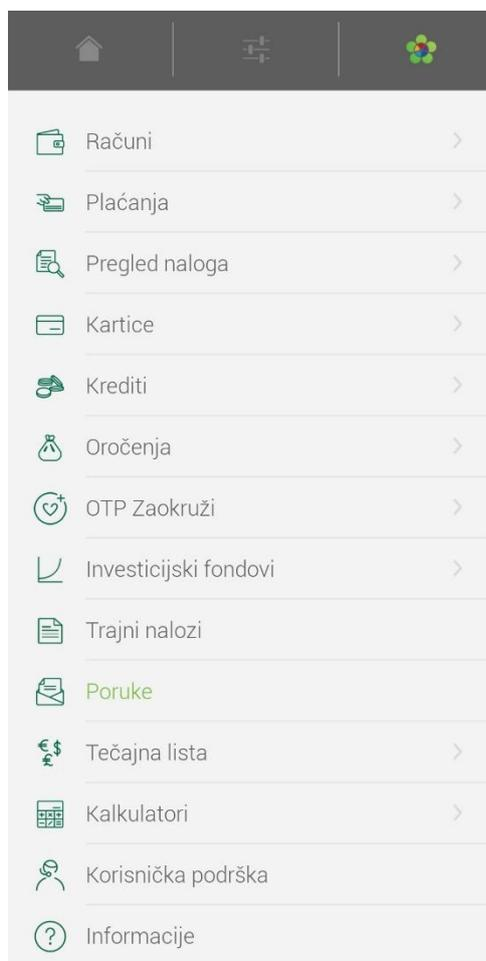 Računi
Plaćanja
Pregled naloga
Kartice
Krediti
Oročenja
OTP Zaokruži
Investicijski fondovi
Trajni nalozi
Poruke
Tečajna lista
Kalkulatori
Korisnička podrška
Informacije